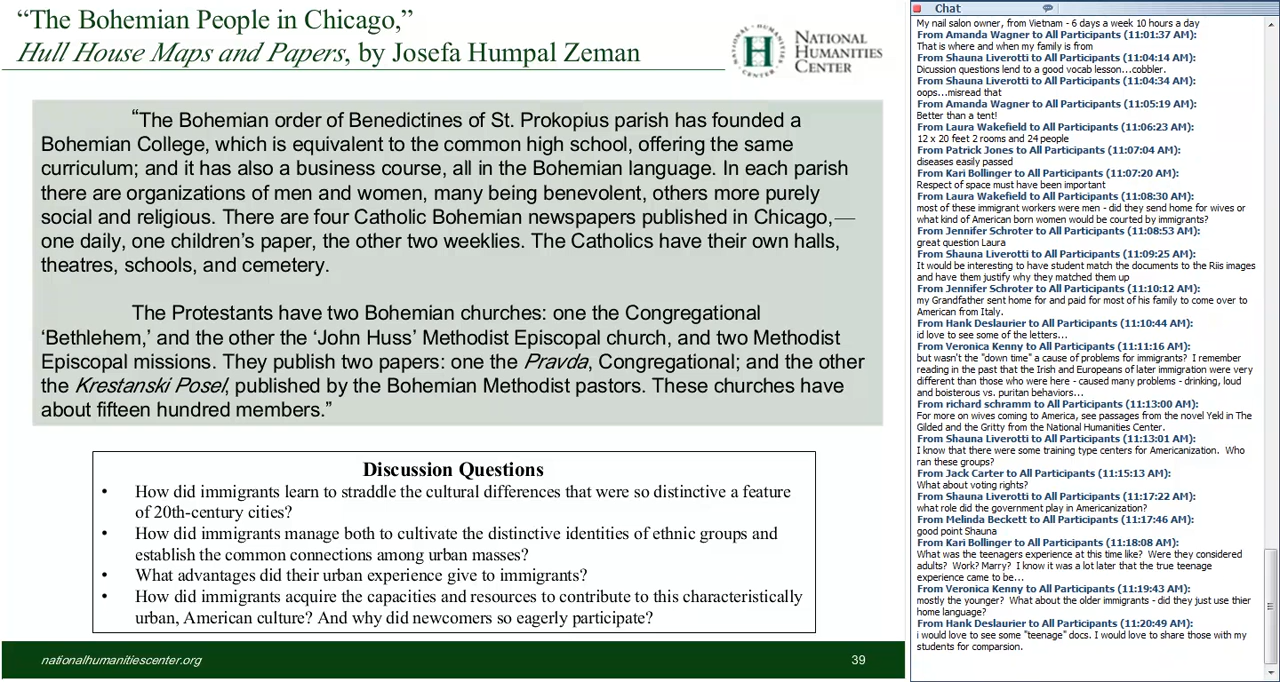 “The Bohemian People in Chicago,”
Hull House Maps and Papers, by Josefa Humpal Zeman
NATIONAL HUMANITIES CENTER
H
NATIONAL
HUMANITIES
CENTER
“The Bohemian order of Benedictines of St. Prokopius parish has founded a
Bohemian College, which is equivalent to the common high school, offering the same
curriculum; and it has also a business course, all in the Bohemian language. In each parish
there are organizations of men and women, many being benevolent, others more purely
social and religious. There are four Catholic Bohemian newspapers published in Chicago,—
one daily, one children’s paper, the other two weeklies. The Catholics have their own halls,
theatres, schools, and cemetery.
The Protestants have two Bohemian churches: one the Congregational
‘Bethlehem,’ and the other the ‘John Huss’ Methodist Episcopal church, and two Methodist
Episcopal missions. They publish two papers: one the Pravda, Congregational; and the other
the Krestanski Posel, published by the Bohemian Methodist pastors. These churches have
about fifteen hundred members.”
Discussion Questions
• How did immigrants learn to straddle the cultural differences that were so distinctive a feature
of 20th-century cities?
• How did immigrants manage both to cultivate the distinctive identities of ethnic groups and
establish the common connections among urban masses?
• What advantages did their urban experience give to immigrants?
• How did immigrants acquire the capacities and resources to contribute to this characteristically
urban, American culture? And why did newcomers so eagerly participate?
nationalhumanitiescenter.org
39
Chat
My nail salon owner, from Vietnam - 6 days a week 10 hours a day
From Amanda Wagner to All Participants (11:01:37 AM):
That is where and when my family is from
From Shauna Liverotti to All Participants (11:04:14 AM):
Dicussion questions lend to a good vocab lesson...cobbler.
From Shauna Liverotti to All Participants (11:04:34 AM):
oops...misread that
From Amanda Wagner to All Participants (11:05:19 AM):
Better than a tent!
From Laura Wakefield to All Participants (11:06:23 AM):
12 x 20 feet 2 rooms and 24 people
From Patrick Jones to All Participants (11:07:04 AM):
diseases easily passed
From Kari Bollinger to All Participants (11:07:20 AM):
Respect of space must have been important
From Laura Wakefield to All Participants (11:08:30 AM):
most of these immigrant workers were men - did they send home for wives or
what kind of American born women would be courted by immigrants?
From Jennifer Schroter to All Participants (11:08:53 AM):
great question Laura
From Shauna Liverotti to All Participants (11:09:25 AM):
It would be interesting to have student match the documents to the Riis images
and have them justify why they matched them up
From Jennifer Schroter to All Participants (11:10:12 AM):
my Grandfather sent home for and paid for most of his family to come over to
American from Italy.
From Hank Deslaurier to All Participants (11:10:44 AM):
id love to see some of the letters...
From Veronica Kenny to All Participants (11:11:16 AM):
but wasn't the "down time" a cause of problems for immigrants? I remember
reading in the past that the Irish and Europeans of later immigration were very
different than those who were here - caused many problems - drinking, loud
and boisterous vs. puritan behaviors...
From richard schramm to All Participants (11:13:00 AM):
For more on wives coming to America, see passages from the novel Yekl in The
Gilded and the Gritty from the National Humanities Center.
From Shauna Liverotti to All Participants (11:13:01 AM):
I know that there were some training type centers for Americanization. Who
ran these groups?
From Jack Carter to All Participants (11:15:13 AM):
What about voting rights?
From Shauna Liverotti to All Participants (11:17:22 AM):
what role did the government play in Americanization?
From Melinda Beckett to All Participants (11:17:46 AM):
good point Shauna
From Kari Bollinger to All Participants (11:18:08 AM):
What was the teenagers experience at this time like? Were they considered
adults? Work? Marry? I know it was a lot later that the true teenage
experience came to be...
From Veronica Kenny to All Participants (11:19:43 AM):
mostly the younger? What about the older immigrants - did they just use thier
home language?
From Hank Deslaurier to All Participants (11:20:49 AM):
i would love to see some "teenage" docs. I would love to share those with my
students for comparsion.